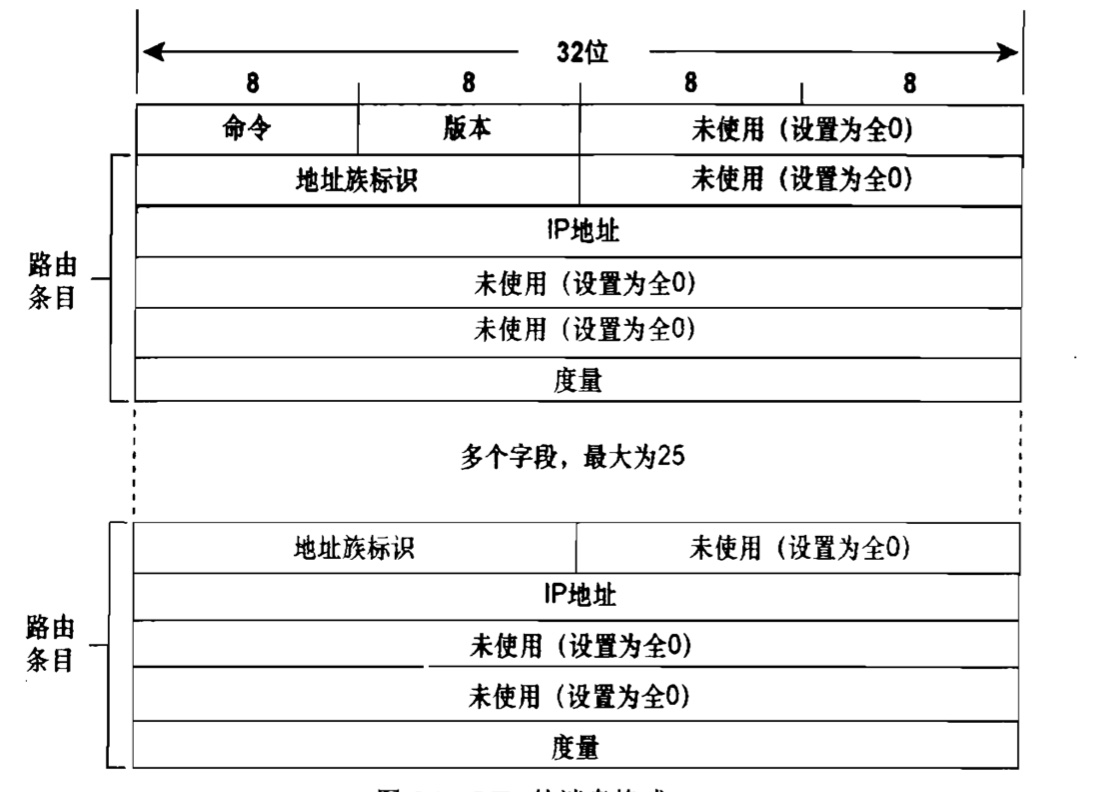 32位
8 8 8 8
命令 版本 未使用（设置为全0）
地址族标识 未使用（设置为全0）
IP地址
路由
条目
未使用（设置为全0）
未使用（设置为全0）
度量
多个字段，最大为25
地址族标识 未使用（设置为全0）
IP地址
路由
条目
未使用（设置为全0）
未使用（设置为全0）
度量